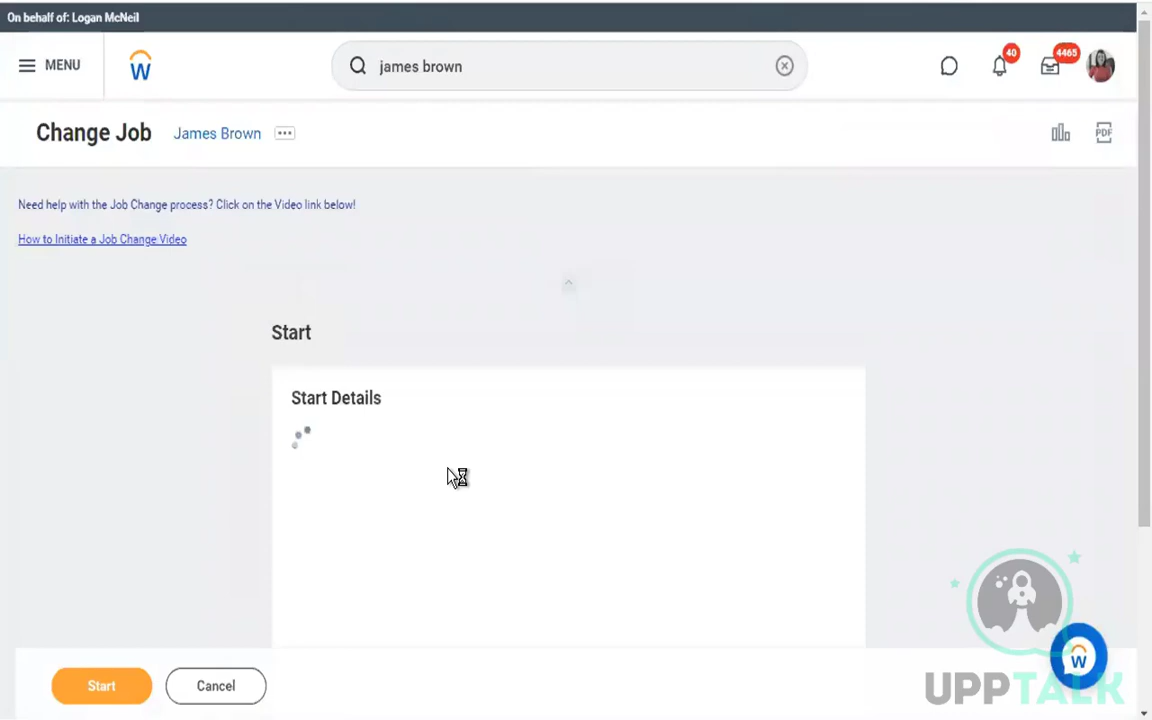 On behalf of: Logan McNeil
MENU
W
james brown
40
4465
Change Job
James Brown
PDF
Need help with the Job Change process? Click on the Video link below!
How to Initiate a Job Change Video
Start
Start Details
Start
Cancel
W
UPPTALK